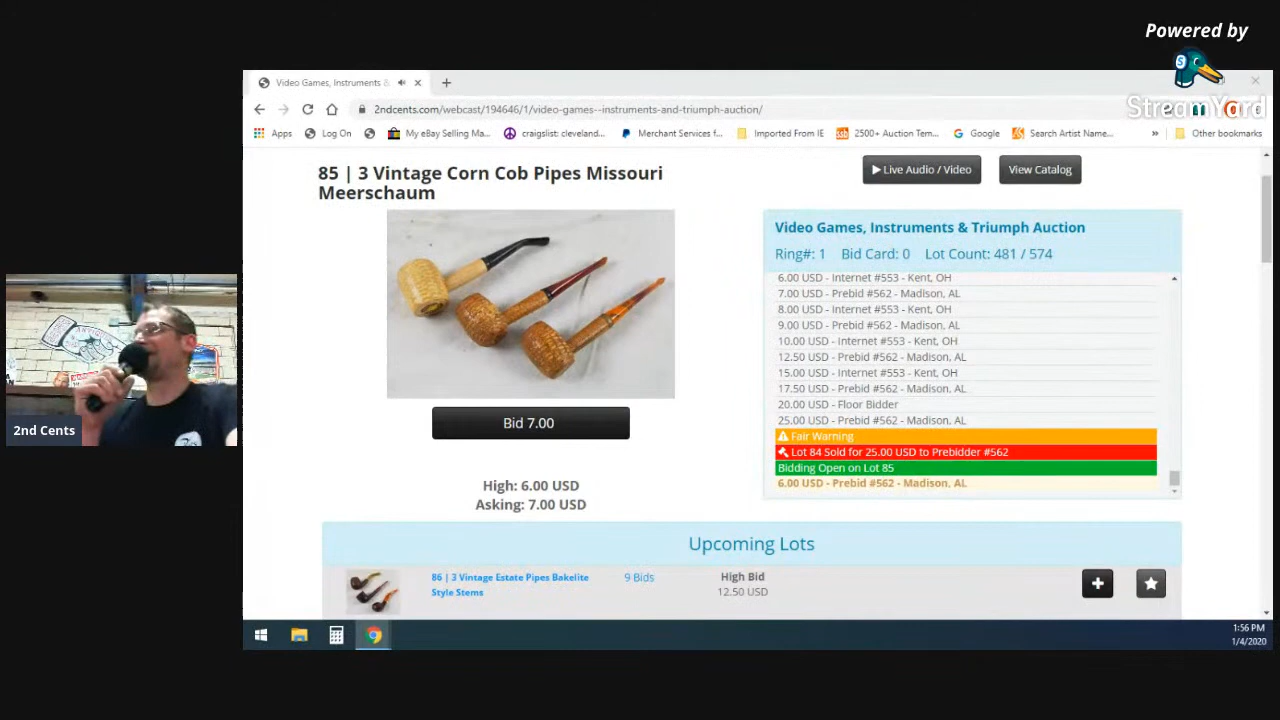 Powered by
StreamYard
Video Games, Instruments &
2ndcents.com/webcast/194646/1/video-games--instruments-and-triumph-auction/
Apps
Log On
My eBay Selling Ma...
craigslist: cleveland...
Merchant Services f...
Imported From IE
2500+ Auction Tem...
Google
Search Artist Name...
Other bookmarks
85 | 3 Vintage Corn Cob Pipes Missouri
Meerschaum
Live Audio / Video
View Catalog
Video Games, Instruments & Triumph Auction
Ring#: 1 Bid Card: 0 Lot Count: 481 / 574
6.00 USD - Internet #553 - Kent, OH
7.00 USD - Prebid #562 - Madison, AL
8.00 USD - Internet #553 - Kent, OH
9.00 USD - Prebid #562 - Madison, AL
10.00 USD - Internet #553 - Kent, OH
12.50 USD - Prebid #562 - Madison, AL
15.00 USD - Internet #553 - Kent, OH
17.50 USD - Prebid #562 - Madison, AL
20.00 USD - Floor Bidder
25.00 USD - Prebid #562 - Madison, AL
Fair Warning
Lot 84 Sold for 25.00 USD to Prebidder #562
Bidding Open on Lot 85
6.00 USD - Prebid #562 - Madison, AL
Bid 7.00
High: 6.00 USD
Asking: 7.00 USD
2nd Cents
Upcoming Lots
86 | 3 Vintage Estate Pipes Bakelite
Style Stems
9 Bids
High Bid
12.50 USD
1:56 PM
1/4/2020